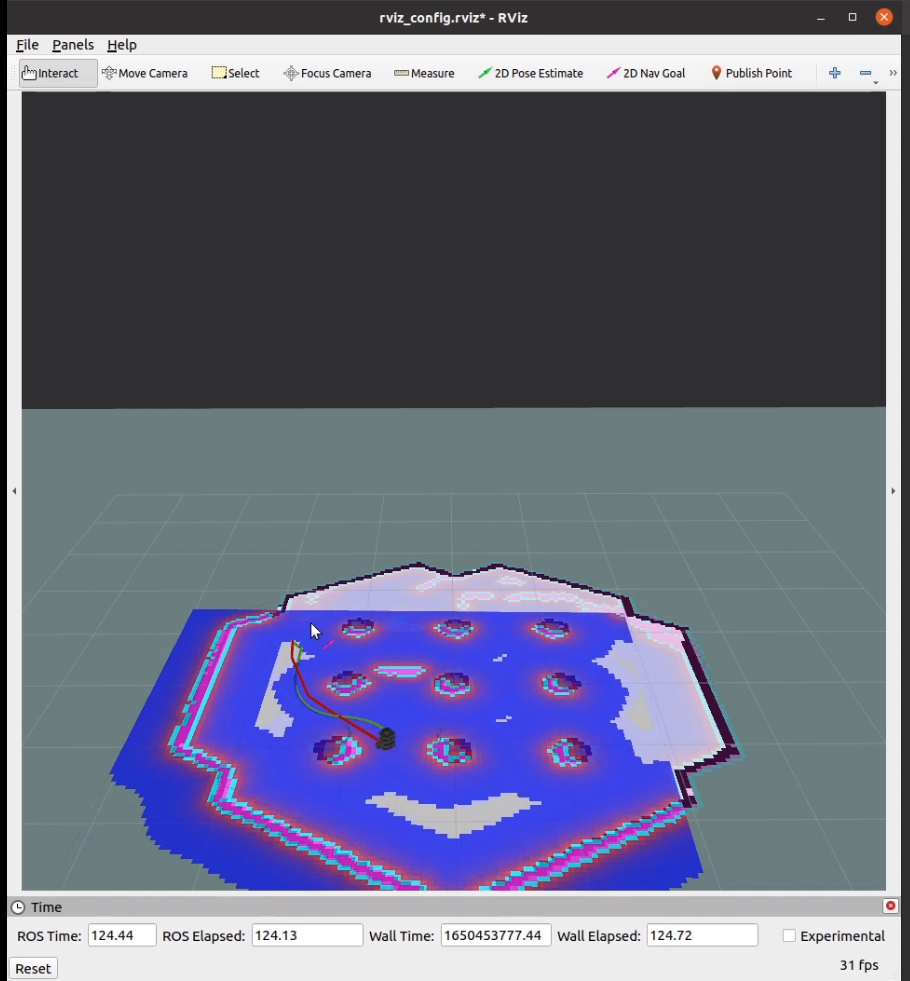 rviz_config.rviz* - RViz
File Panels Help
Interact Move Camera Select Focus Camera Measure 2D Pose Estimate 2D Nav Goal Publish Point »
Time
ROS Time: 124.44 ROS Elapsed: 124.13 Wall Time: 1650453777.44 Wall Elapsed: 124.72 Experimental
Reset 31 fps